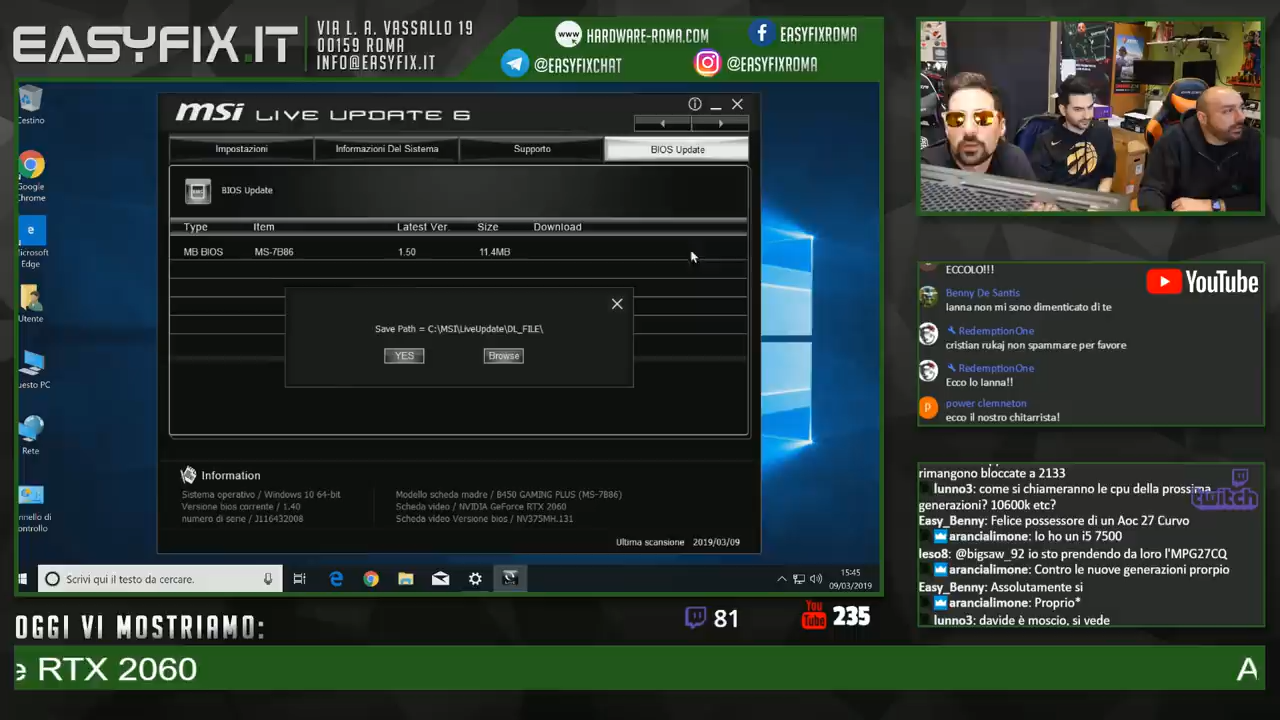 EASYFIX.IT
VIA L. A. VASSALLO 19
00159 ROMA
INFO@EASYFIX.IT
www
HARDWARE-ROMA.COM
EASYFIXROMA
@EASYFIXCHAT
@EASYFIXROMA
Cestino
Google
Chrome
Microsoft
Edge
Utente
uesto PC
Rete
nnello di
controllo
msi LIVE UPDATE 6
Impostazioni
Informazioni Del Sistema
Supporto
BIOS Update
BIOS Update
Type Item Latest Ver. Size Download
MB BIOS MS-7B86 1.50 11.4MB
Save Path = C:\MSI\LiveUpdate\DL_FILE\
YES
Browse
Information
Sistema operativo / Windows 10 64-bit
Versione bios corrente / 1.40
numero di serie / J116432008
Modello scheda madre / B450 GAMING PLUS (MS-7B86)
Scheda video / NVIDIA GeForce RTX 2060
Scheda video Versione bios / NV375MH.131
Ultima scansione 2019/03/09
Scrivi qui il testo da cercare.
15:45
09/03/2019
ECCOLO!!!
YouTube
Benny De Santis
Ianna non mi sono dimenticato di te
RedemptionOne
cristian rukaj non spammare per favore
RedemptionOne
Ecco lo Ianna!!
power clemneton
ecco il nostro chitarrista!
rimangono bloccate a 2133
lunno3: come si chiameranno le cpu della prossima
generazioni? 10600k etc?
twitch
Easy_Benny: Felice possessore di un Aoc 27 Curvo
arancialimone: Io ho un i5 7500
leso8: @bigsaw_92 io sto prendendo da loro l'MPG27CQ
arancialimone: Contro le nuove generazioni prorpio
Easy_Benny: Assolutamente si
arancialimone: Proprio*
lunno3: davide è moscio, si vede
OGGI VI MOSTRIAMO:
81
You Tube
235
e RTX 2060
A